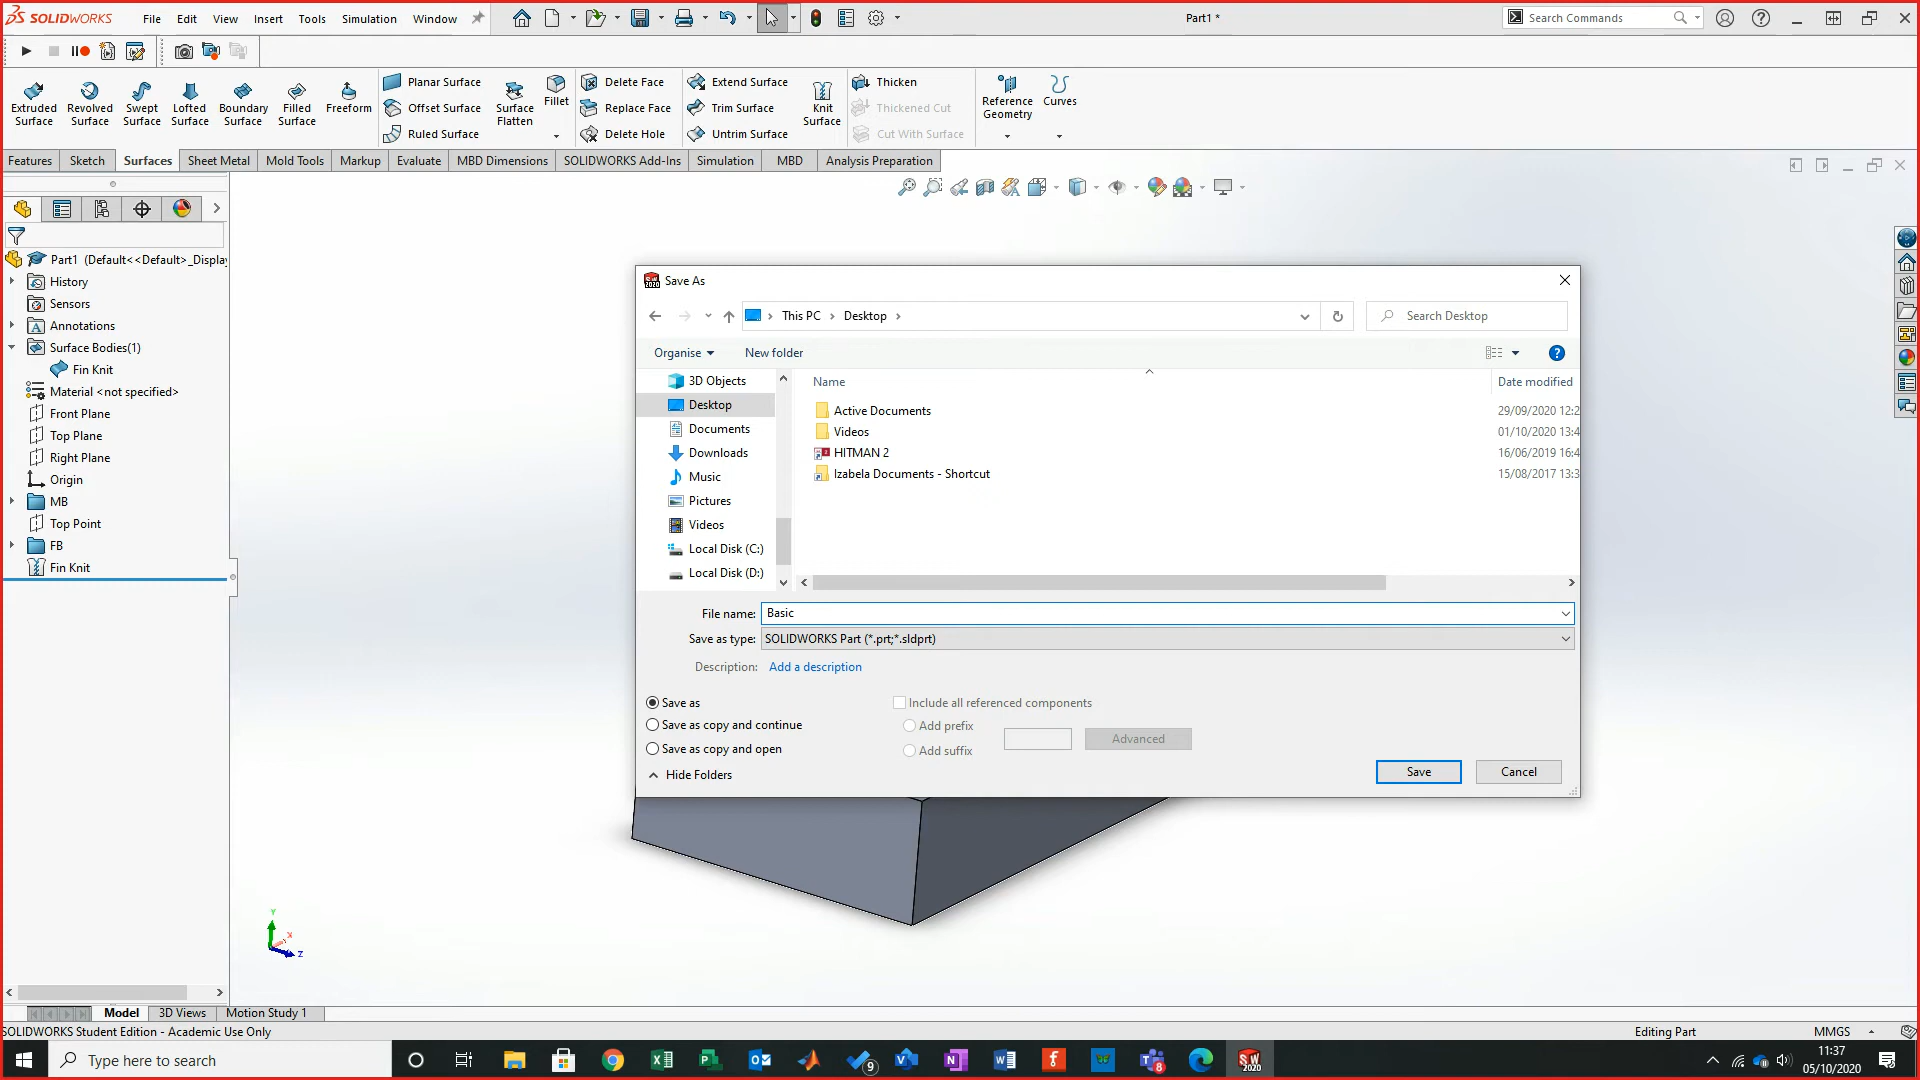 SOLIDWORKS
File Edit View Insert Tools Simulation Window
Part1 *
Search Commands
Extruded Surface
Revolved Surface
Swept Surface
Lofted Surface
Boundary Surface
Filled Surface
Freeform
Planar Surface
Offset Surface
Ruled Surface
Surface Flatten
Fillet
Delete Face
Replace Face
Delete Hole
Extend Surface
Trim Surface
Untrim Surface
Knit Surface
Thicken
Thickened Cut
Cut With Surface
Reference Geometry
Curves
Features Sketch Surfaces Sheet Metal Mold Tools Markup Evaluate MBD Dimensions SOLIDWORKS Add-Ins Simulation MBD Analysis Preparation
Part1 (Default<<Default>_Displa
History
Sensors
Annotations
Surface Bodies(1)
Fin Knit
Material <not specified>
Front Plane
Top Plane
Right Plane
Origin
MB
Top Point
FB
Fin Knit
SW 2020
Save As
This PC Desktop
Search Desktop
Organise
New folder
3D Objects
Desktop
Documents
Downloads
Music
Pictures
Videos
Local Disk (C:)
Local Disk (D:)
Name Date modified
Active Documents 29/09/2020 12:2
Videos 01/10/2020 13:4
HITMAN 2 16/06/2019 16:4
Izabela Documents - Shortcut 15/08/2017 13:3
File name: Basic
Save as type: SOLIDWORKS Part (*.prt;*.sldprt)
Description: Add a description
Save as
Save as copy and continue
Save as copy and open
Include all referenced components
Add prefix
Add suffix
Advanced
Hide Folders
Save
Cancel
Y
X
Z
Model 3D Views Motion Study 1
SOLIDWORKS Student Edition - Academic Use Only
Editing Part
MMGS
Type here to search
9
8
SW 2020
11:37
05/10/2020